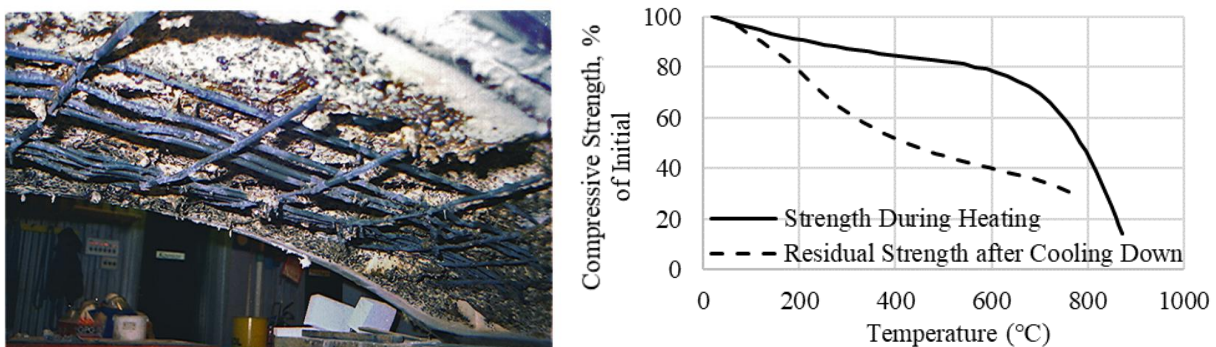 Compressive Strength, %
of Initial
100
80
60
40
20
0
Strength During Heating
Residual Strength after Cooling Down
0 200 400 600 800 1000
Temperature (°C)